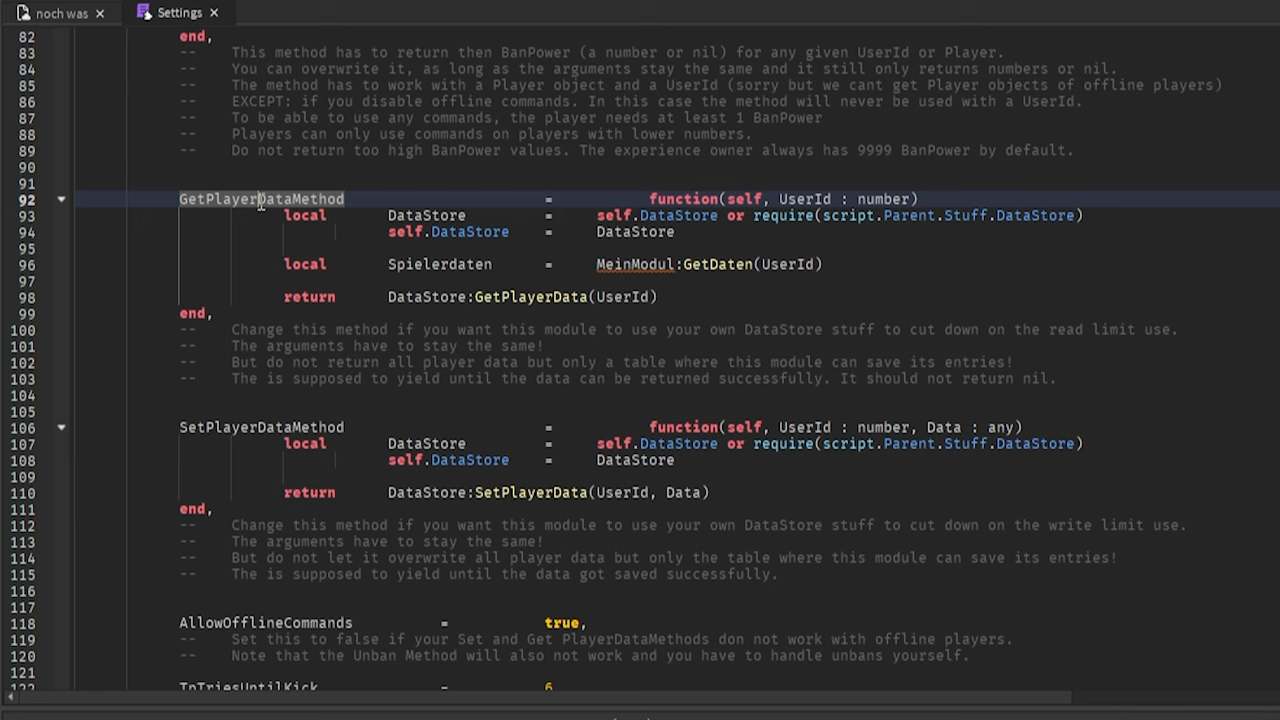 noch was
Settings
82 end,
83 -- This method has to return then BanPower (a number or nil) for any given UserId or Player.
84 -- You can overwrite it, as long as the arguments stay the same and it still only returns numbers or nil.
85 -- The method has to work with a Player object and a UserId (sorry but we cant get Player objects of offline players)
86 -- EXCEPT: if you disable offline commands. In this case the method will never be used with a UserId.
87 -- To be able to use any commands, the player needs at least 1 BanPower
88 -- Players can only use commands on players with lower numbers.
89 -- Do not return too high BanPower values. The experience owner always has 9999 BanPower by default.
90
91
92 GetPlayerDataMethod = function(self, UserId : number)
93 local DataStore = self.DataStore or require(script.Parent.Stuff.DataStore)
94 self.DataStore = DataStore
95
96 local Spielerdaten = MeinModul:GetDaten(UserId)
97
98 return DataStore:GetPlayerData(UserId)
99 end,
100 -- Change this method if you want this module to use your own DataStore stuff to cut down on the read limit use.
101 -- The arguments have to stay the same!
102 -- But do not return all player data but only a table where this module can save its entries!
103 -- The is supposed to yield until the data can be returned successfully. It should not return nil.
104
105
106 SetPlayerDataMethod = function(self, UserId : number, Data : any)
107 local DataStore = self.DataStore or require(script.Parent.Stuff.DataStore)
108 self.DataStore = DataStore
109
110 return DataStore:SetPlayerData(UserId, Data)
111 end,
112 -- Change this method if you want this module to use your own DataStore stuff to cut down on the write limit use.
113 -- The arguments have to stay the same!
114 -- But do not let it overwrite all player data but only the table where this module can save its entries!
115 -- The is supposed to yield until the data got saved successfully.
116
117
118 AllowOfflineCommands = true,
119 -- Set this to false if your Set and Get PlayerDataMethods don not work with offline players.
120 -- Note that the Unban Method will also not work and you have to handle unbans yourself.
121
122 TpTriesUntilKick = 6